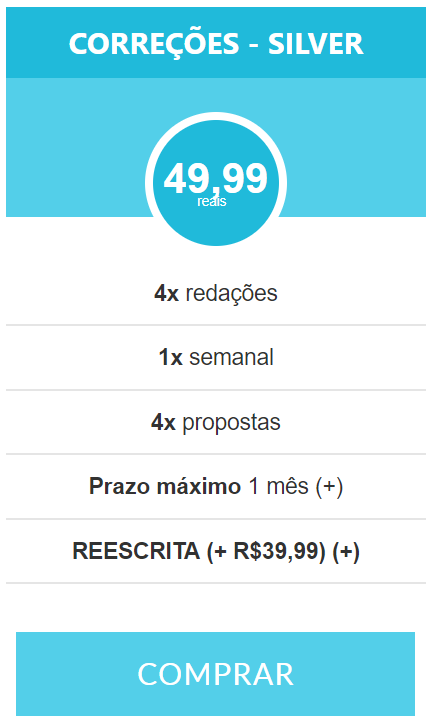 CORREÇÕES - SILVER
49,99
reais
4x redações
1x semanal
4x propostas
Prazo máximo 1 mês (+)
REESCRITA (+ R$39,99) (+)
COMPRAR